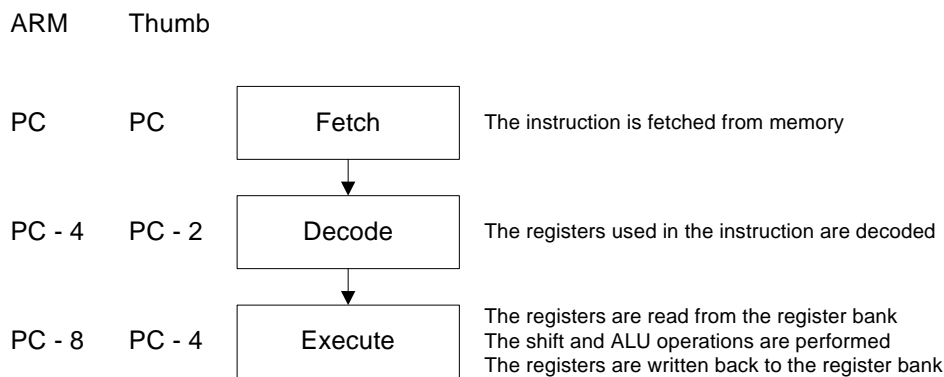 ARM Thumb
PC PC Fetch The instruction is fetched from memory
PC - 4 PC - 2 Decode The registers used in the instruction are decoded
The registers are read from the register bank
PC - 8 PC - 4 Execute The shift and ALU operations are performed
The registers are written back to the register bank